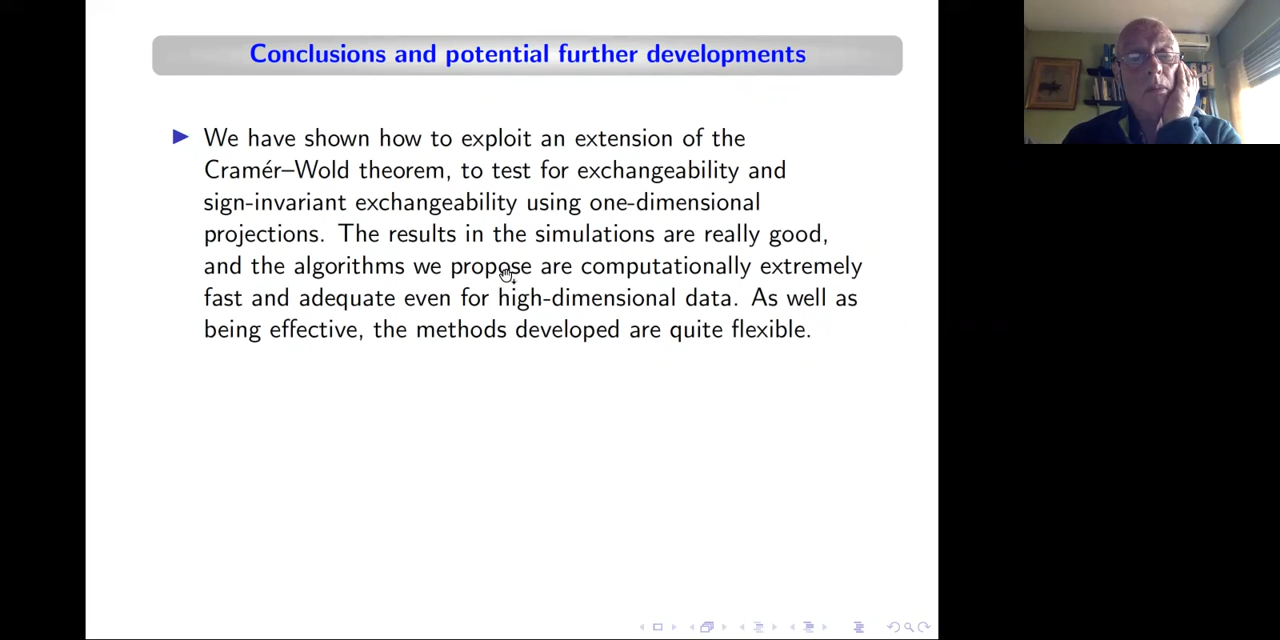 Conclusions and potential further developments
We have shown how to exploit an extension of the
Cramér–Wold theorem, to test for exchangeability and
sign-invariant exchangeability using one-dimensional
projections. The results in the simulations are really good,
and the algorithms we propose are computationally extremely
fast and adequate even for high-dimensional data. As well as
being effective, the methods developed are quite flexible.